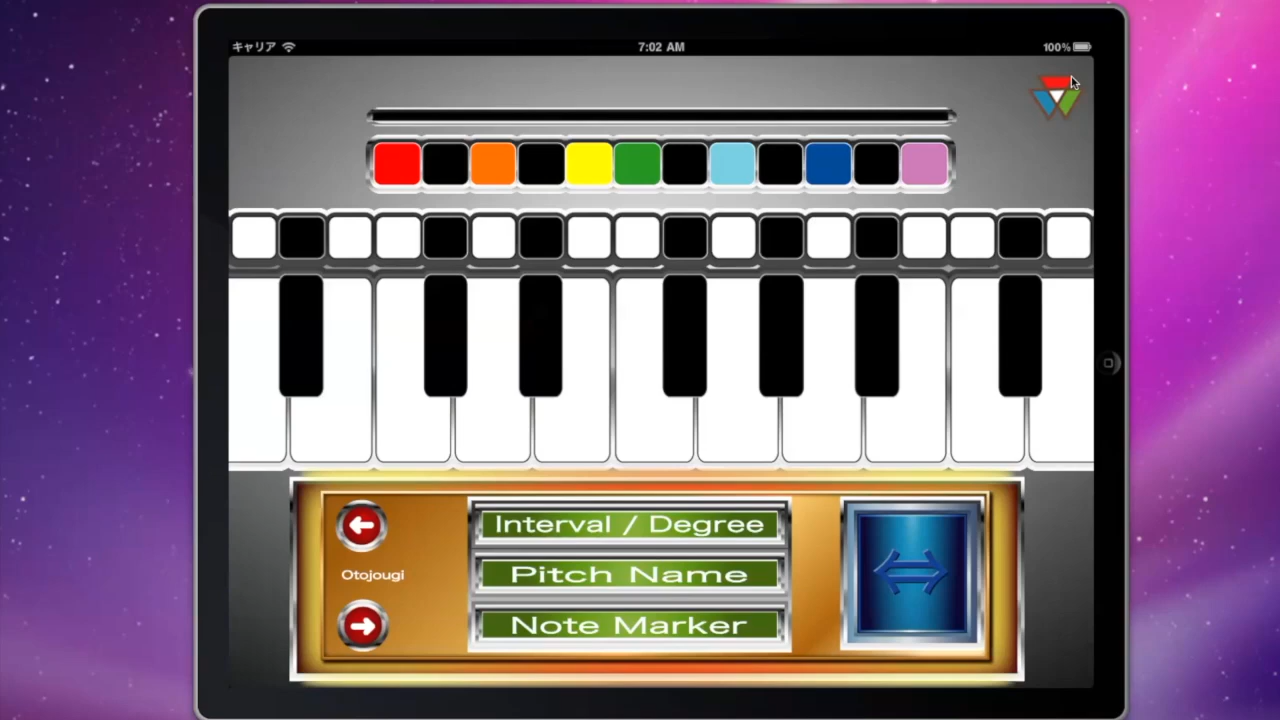 キャリア
7:02 AM
100%
Interval / Degree
Otojougi
Pitch Name
Note Marker